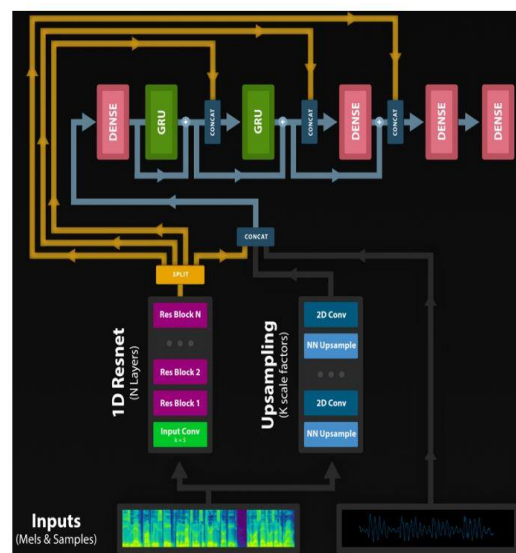 DENSE
GRU
CONCAT
GRU
CONCAT
DENSE
CONCAT
DENSE
DENSE
CONCAT
SPLIT
1D Resnet
(N Layers)
Res Block N
Res Block 2
Res Block 1
Input Conv
k = 5
Upsampling
(K scale factors)
2D Conv
NN Upsample
2D Conv
NN Upsample
Inputs
(Mels & Samples)